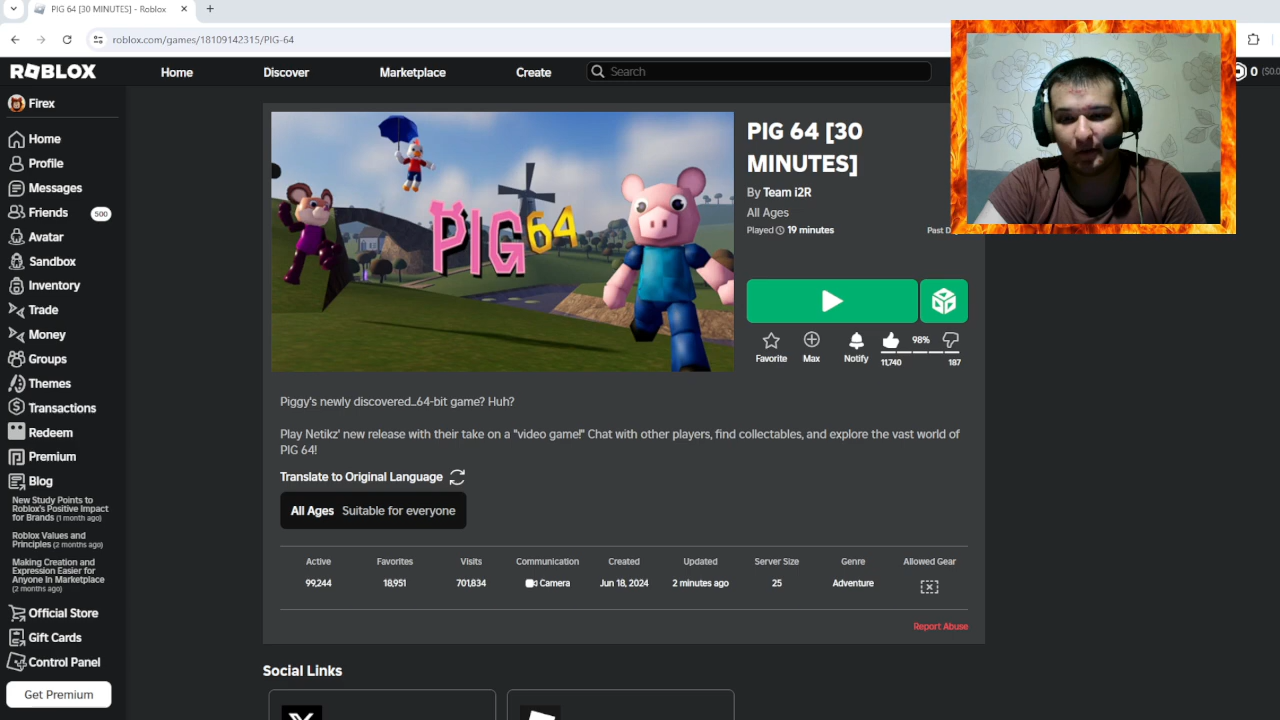 PIG 64 [30 MINUTES] - Roblox
roblox.com/games/18109142315/PIG-64
ROBLOX
Home
Discover
Marketplace
Create
Search
0
Firex
Home
Profile
Messages
Friends
500
Avatar
Sandbox
Inventory
Trade
Money
Groups
Themes
Transactions
Redeem
Premium
Blog
New Study Points to
Roblox's Positive Impact
for Brands (1 month ago)
Roblox Values and
Principles (2 months ago)
Making Creation and
Expression Easier for
Anyone In Marketplace
(2 months ago)
Official Store
Gift Cards
Control Panel
Get Premium
PIG 64
PIG 64 [30
MINUTES]
By Team i2R
All Ages
Played 19 minutes
Past
Favorite
Max
Notify
98%
11,740
187
Piggy's newly discovered_64-bit game? Huh?
Play Netikz' new release with their take on a "video game!" Chat with other players, find collectables, and explore the vast world of
PIG 64!
Translate to Original Language
All Ages Suitable for everyone
Active
Favorites
Visits
Communication
Created
Updated
Server Size
Genre
Allowed Gear
99,244
18,951
701,834
Camera
Jun 18, 2024
2 minutes ago
25
Adventure
Report Abuse
Social Links